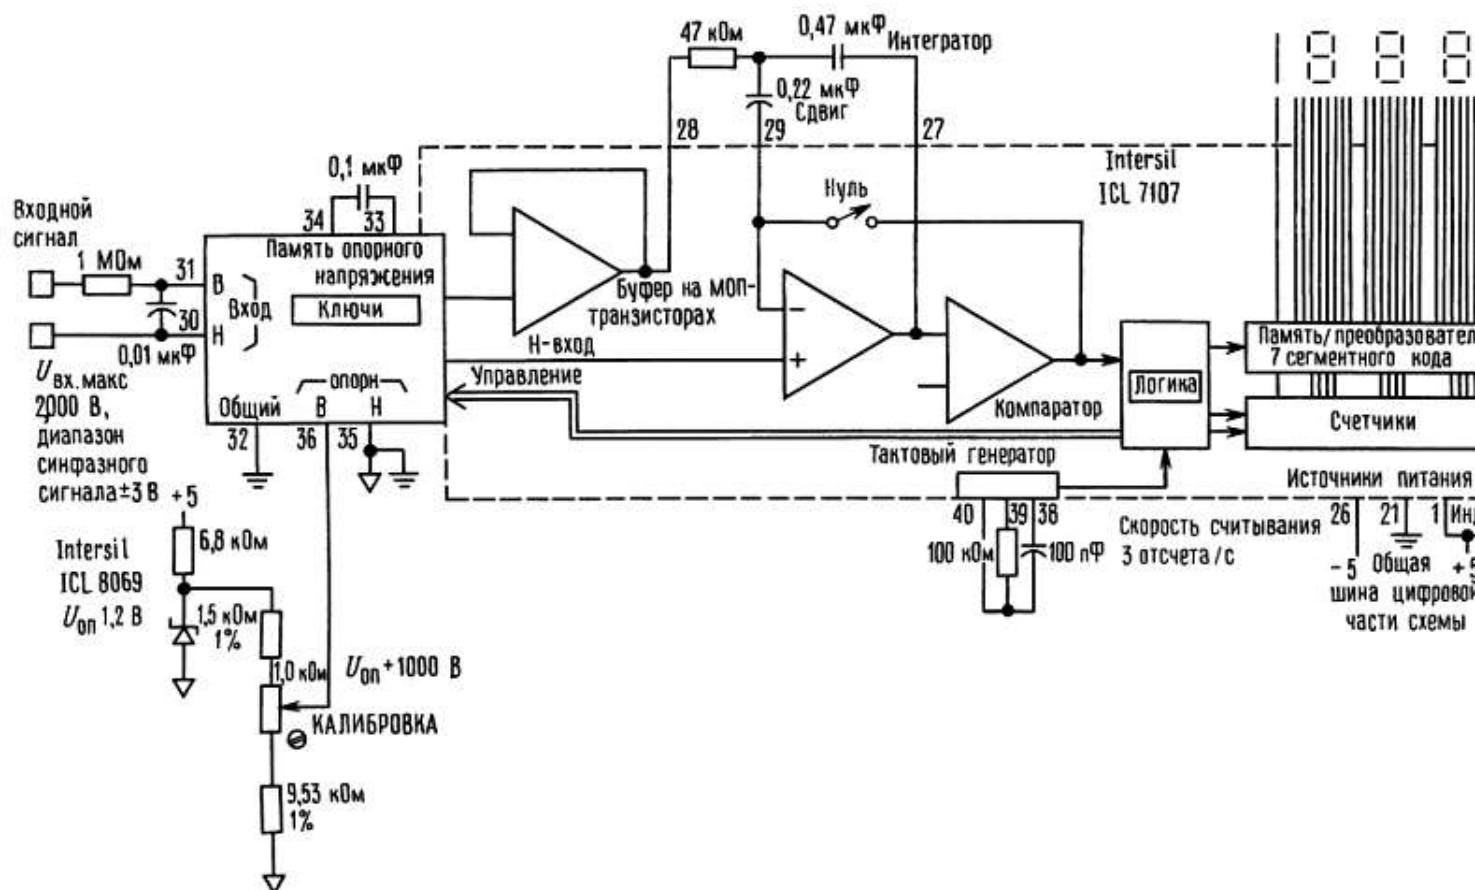 47 кОм
0,47 мкФ
Интегратор
0,22 мкФ
Сдвиг
28
29
27
Intersil
ICL 7107
0,1 мкФ
34
33
Нуль
Входной
сигнал
1 МОм
31
В
30
Н
Вход
0,01 мкФ
Память опорного
напряжения
Ключи
Буфер на МОП-
транзисторах
Н-вход
Управление
−
+
Компаратор
Логика
Память/преобразовател
7 сегментного кода
Счетчики
Uвх.макс
2,000 В,
диапазон
синфазного
сигнала±3 В
Общий
опорн
В
Н
32
36
35
Тактовый генератор
40
39
38
100 кОм
100 пФ
Скорость считывания
3 отсчета/с
Источники питания
26
21
1
Инд
-5
Общая
+5
шина цифровой
части схемы
+5
6,8 кОм
Intersil
ICL 8069
Uоп 1,2 В
1,5 кОм
1%
1,0 кОм
Uоп +1000 В
КАЛИБРОВКА
9,53 кОм
1%